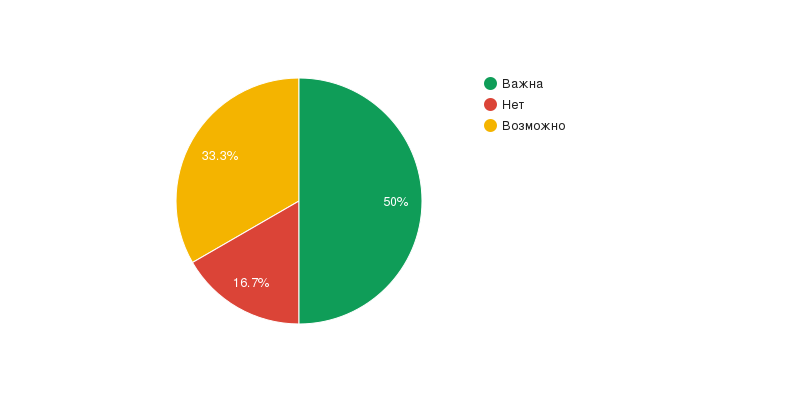 Важна
Нет
Возможно
33.3%
50%
16.7%